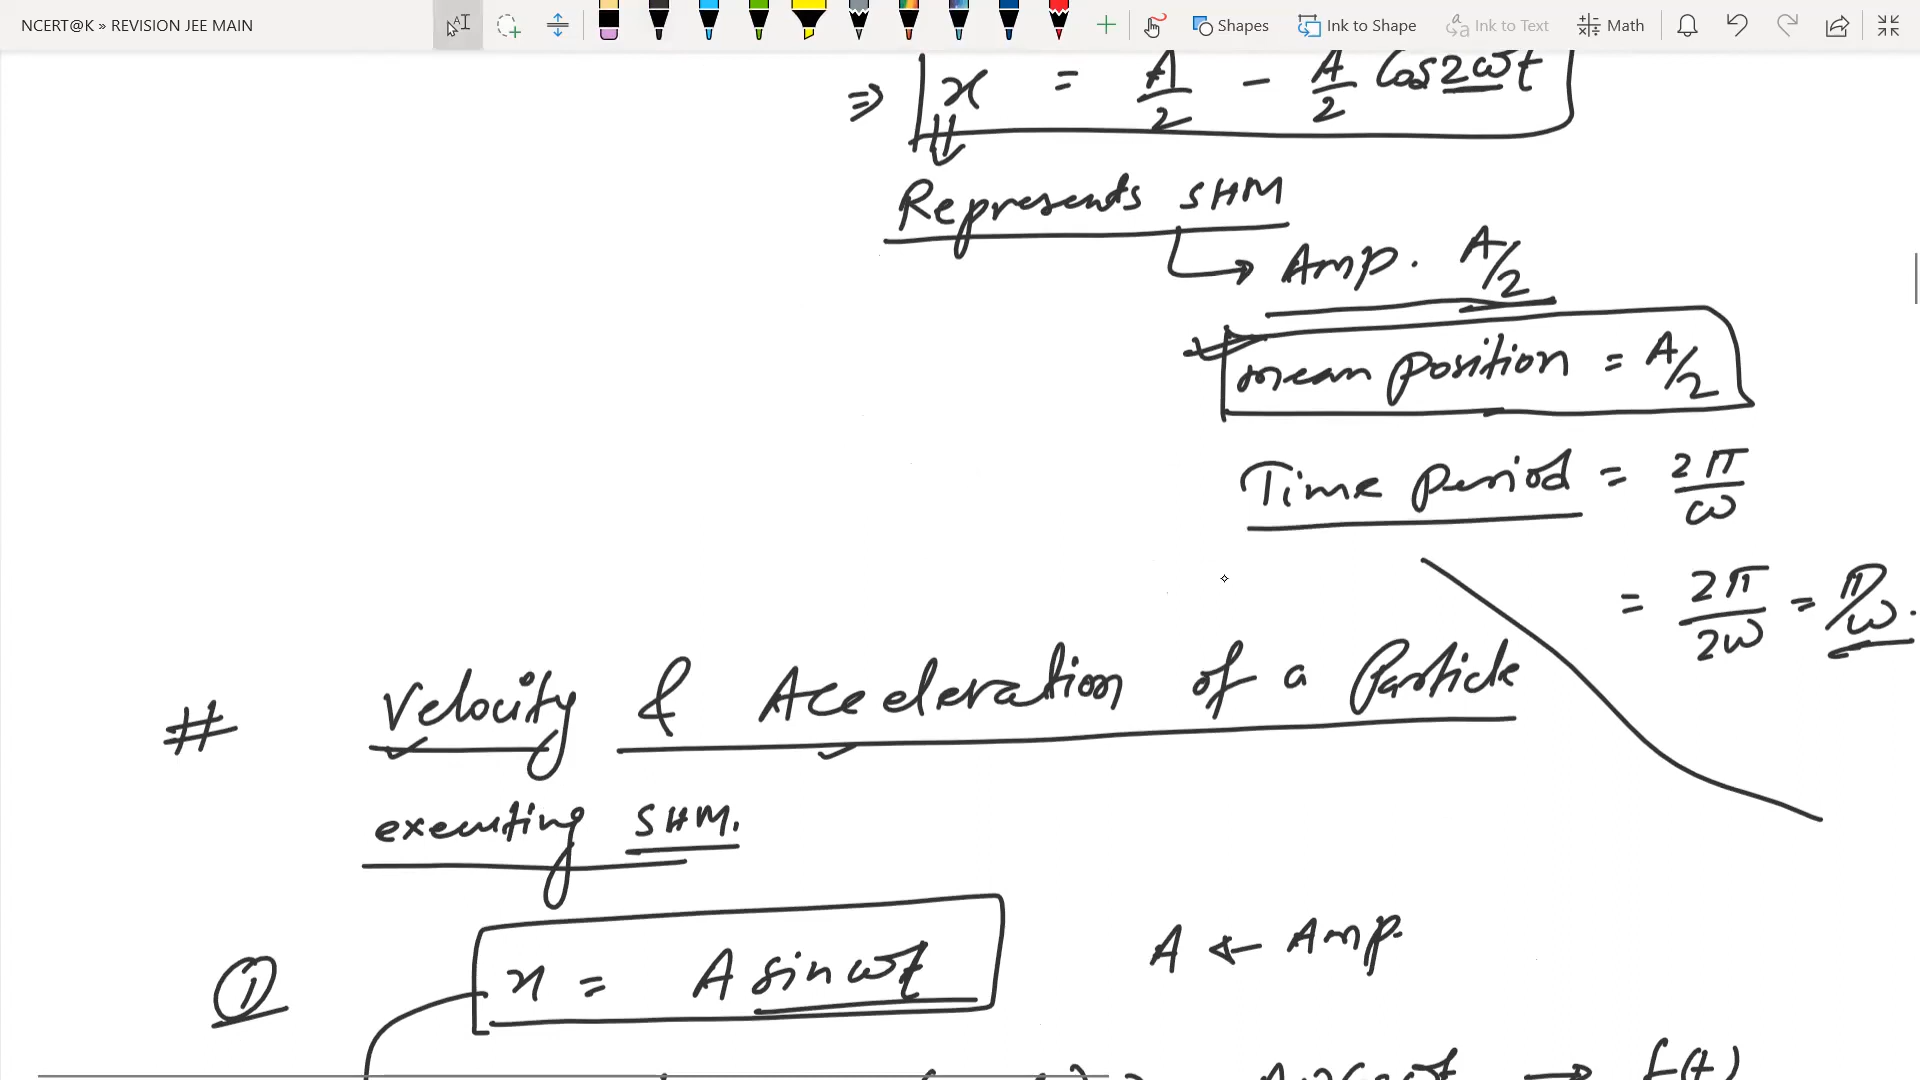 NCERT@K » REVISION JEE MAIN
Shapes
Ink to Shape
Ink to Text
Math
⇒ x = A/2 - A/2 Cos2ωt
Represents SHM
→ Amp. A/2
mean position = A/2
Time period = 2π/ω
= 2π/2ω = π/ω.
# Velocity & Acceleration of a Particle
executing SHM.
① x = A sinωt A ← Amp.
→ f(t)